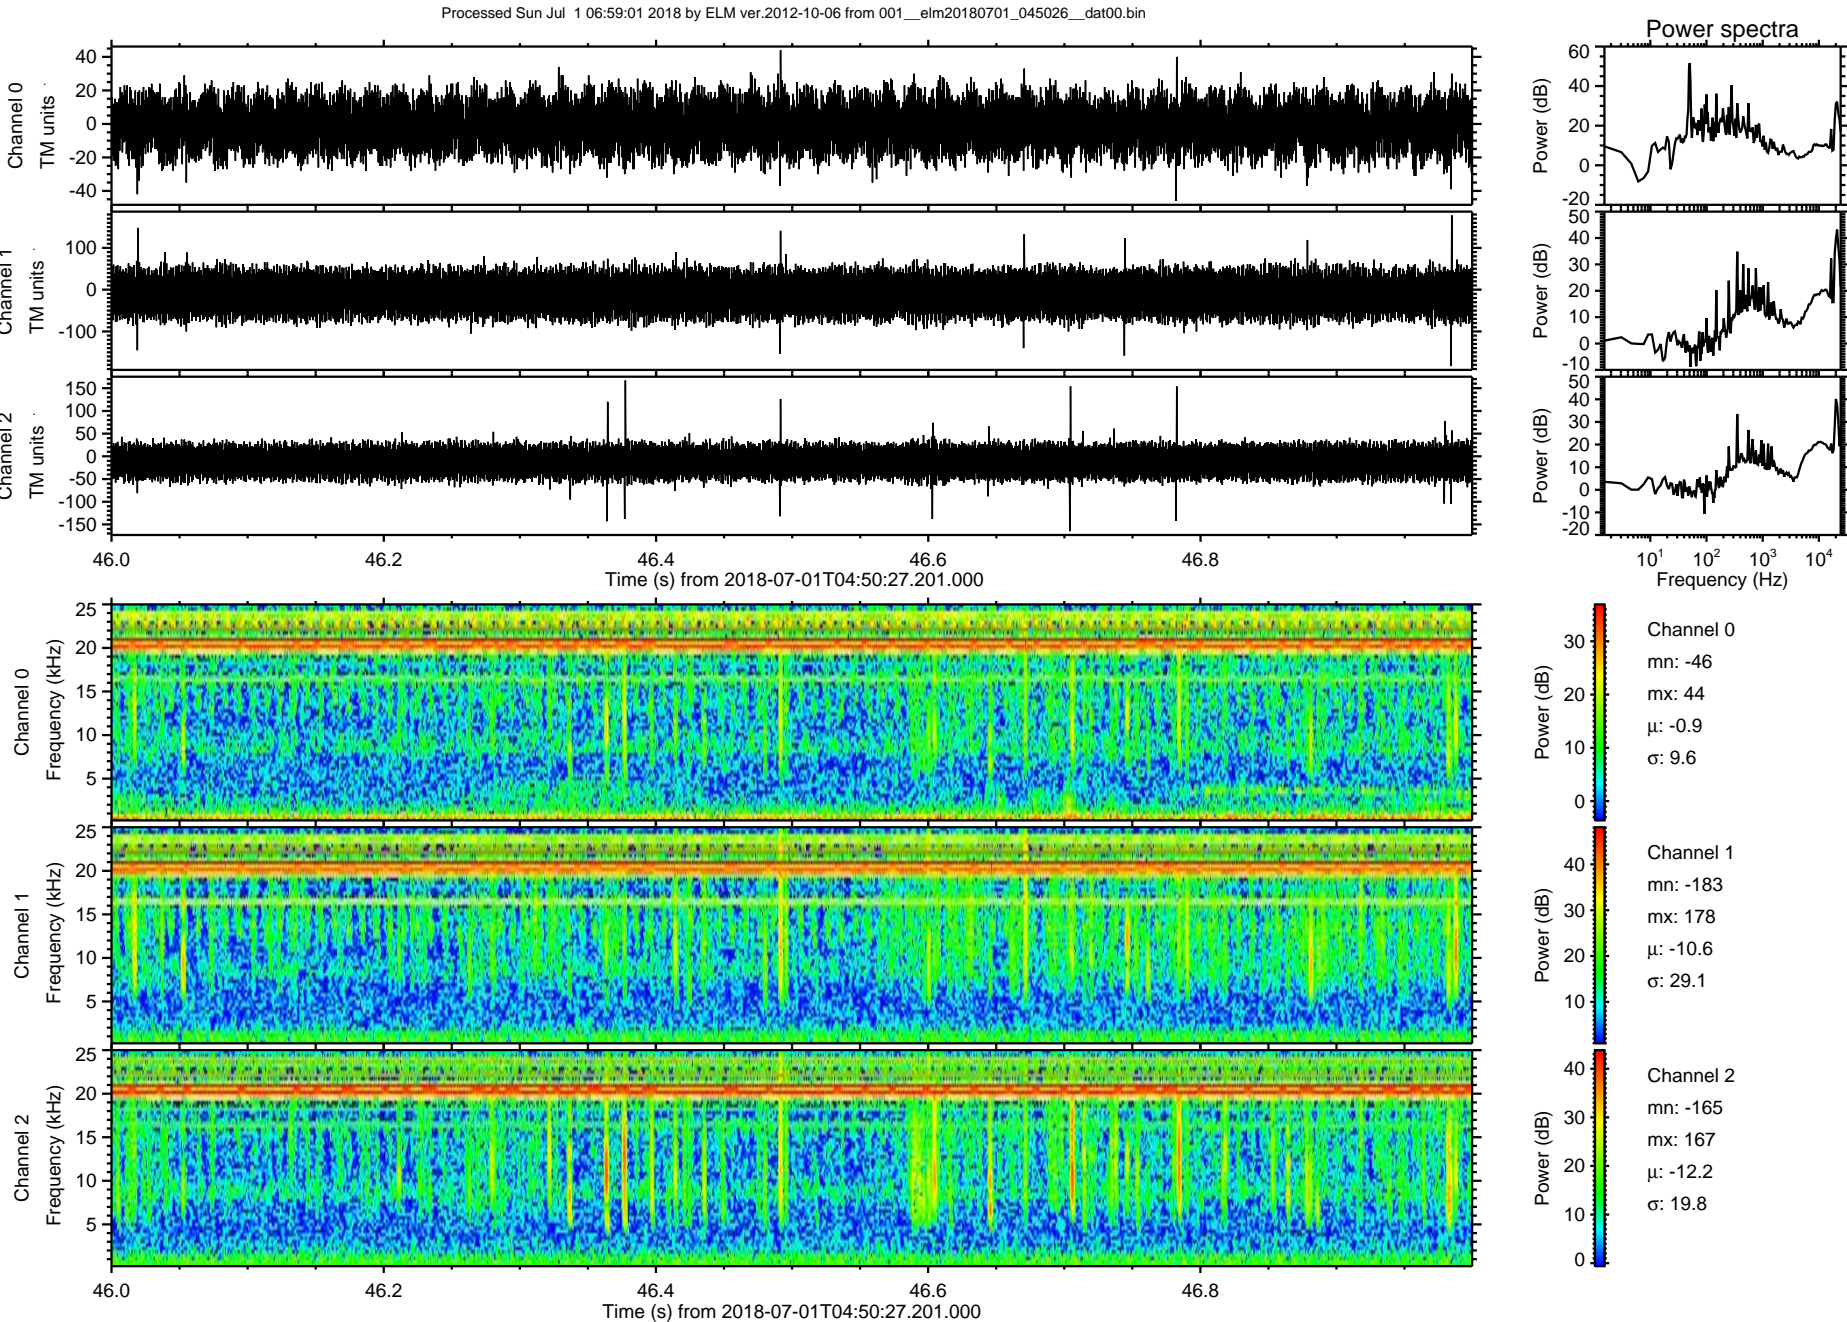 Processed Sun Jul  1 06:59:01 2018 by ELM ver.2012-10-06 from 001__elm20180701_045026__dat00.bin
Power spectra
Channel 0
TM units
40
20
0
-20
-40
Power (dB)
60
40
20
0
-20
Channel 1
TM units
100
0
-100
Power (dB)
50
40
30
20
10
0
-10
Channel 2
TM units
150
100
50
0
-50
-100
-150
Power (dB)
50
40
30
20
10
0
-10
-20
46.0 46.2 46.4 46.6 46.8
Time (s) from 2018-07-01T04:50:27.201.000
10^1 10^2 10^3 10^4
Frequency (Hz)
Channel 0
Frequency (kHz)
25
20
15
10
5
Power (dB)
30
20
10
0
Channel 0
mn: -46
mx: 44
μ: -0.9
σ: 9.6
Channel 1
Frequency (kHz)
25
20
15
10
5
Power (dB)
40
30
20
10
Channel 1
mn: -183
mx: 178
μ: -10.6
σ: 29.1
Channel 2
Frequency (kHz)
25
20
15
10
5
Power (dB)
40
30
20
10
0
Channel 2
mn: -165
mx: 167
μ: -12.2
σ: 19.8
46.0 46.2 46.4 46.6 46.8
Time (s) from 2018-07-01T04:50:27.201.000